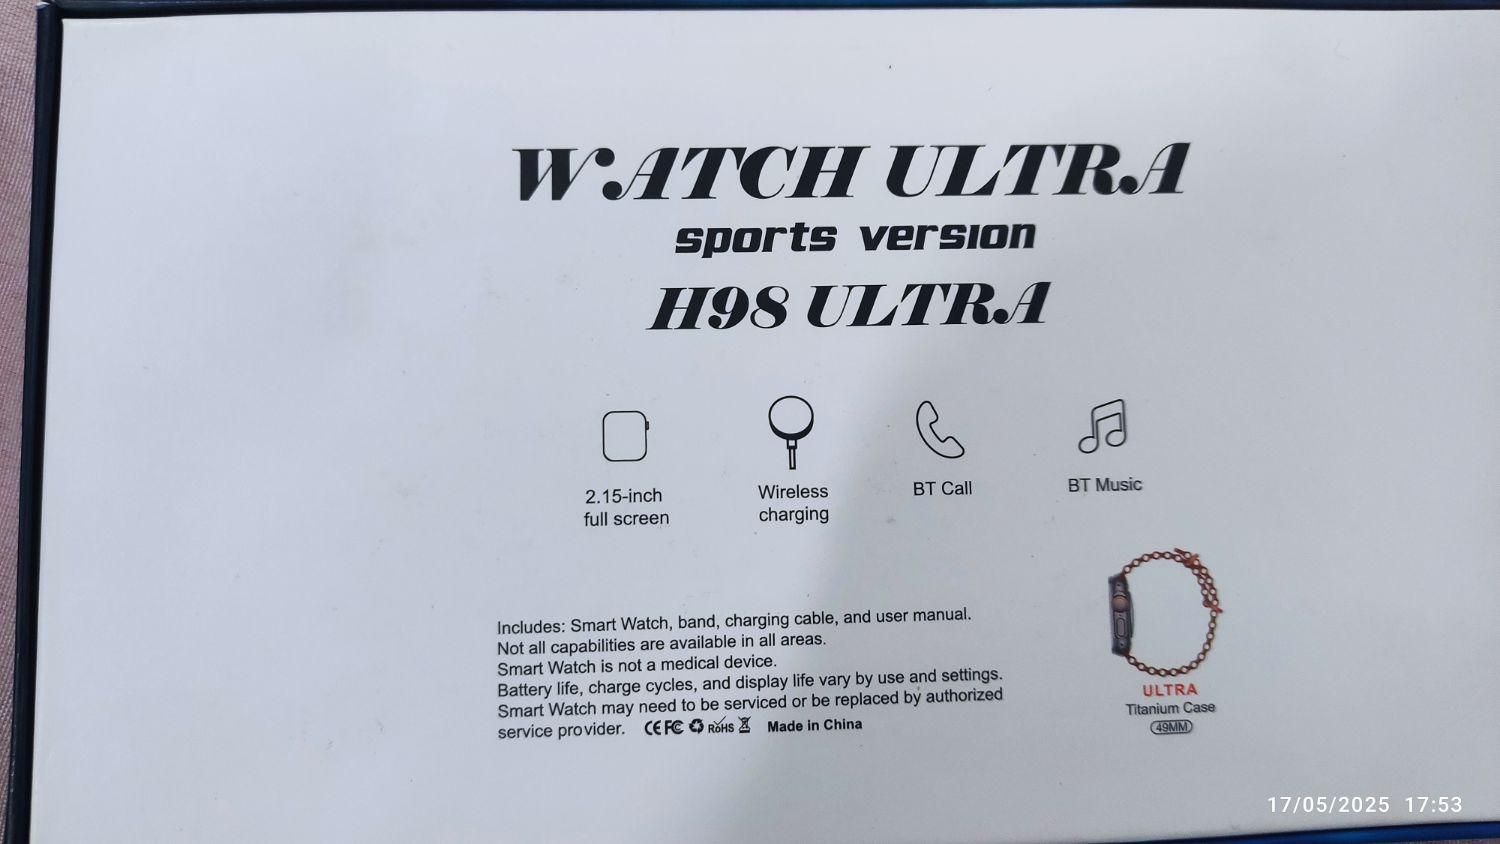 WATCH ULTRA
sports version
H98 ULTRA
2.15-inch
full screen
Wireless
charging
BT Call
BT Music
Includes: Smart Watch, band, charging cable, and user manual.
Not all capabilities are available in all areas.
Smart Watch is not a medical device.
Battery life, charge cycles, and display life vary by use and settings.
Smart Watch may need to be serviced or be replaced by authorized
service provider. CE FC RoHS Made in China
ULTRA
Titanium Case
49MM
17/05/2025 17:53